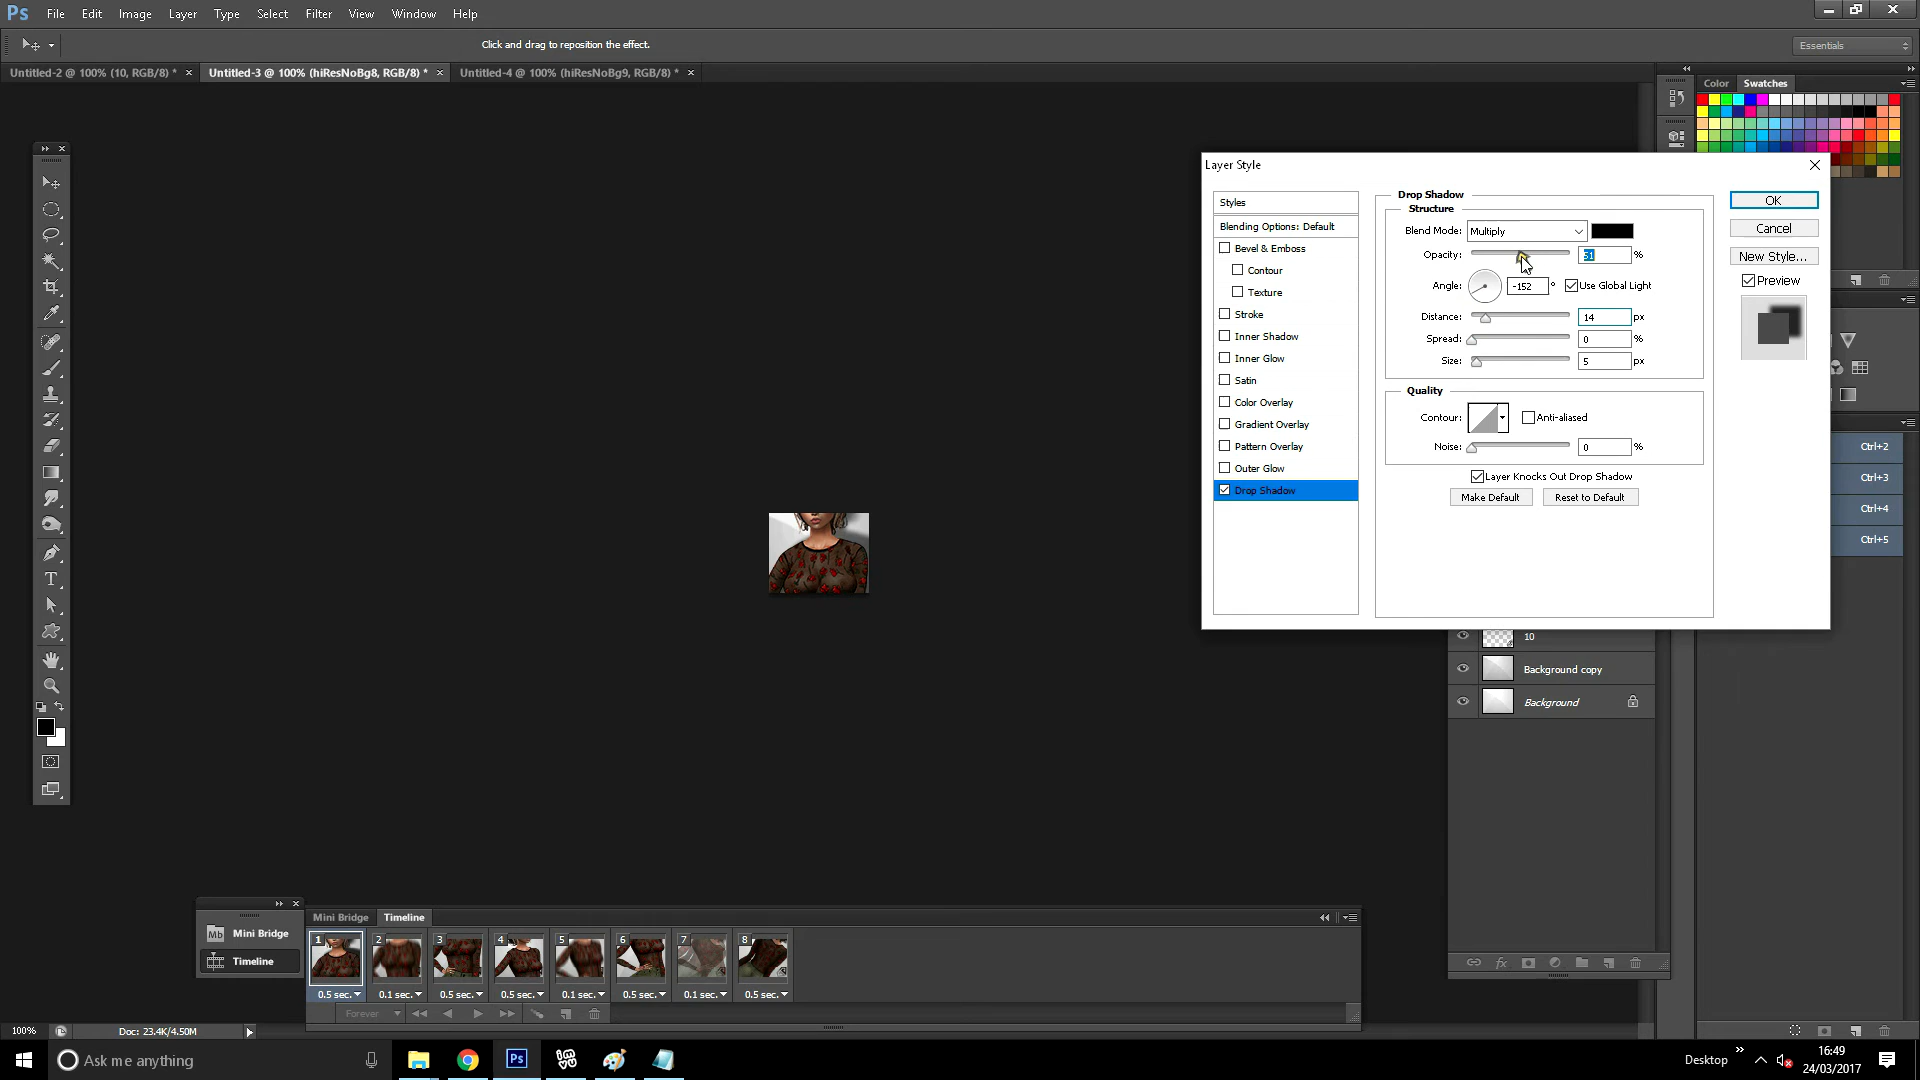 Ps File Edit Image Layer Type Select Filter View Window Help
Click and drag to reposition the effect.
Essentials
Untitled-2 @ 100% (10, RGB/8) * × Untitled-3 @ 100% (hiResNoBg8, RGB/8) * × Untitled-4 @ 100% (hiResNoBg9, RGB/8) * ×
Color Swatches
Layer Style
Styles
Blending Options: Default
Bevel & Emboss
Contour
Texture
Stroke
Inner Shadow
Inner Glow
Satin
Color Overlay
Gradient Overlay
Pattern Overlay
Outer Glow
Drop Shadow
Drop Shadow
Structure
Blend Mode: Multiply
Opacity: 51 %
Angle: -152 ° Use Global Light
Distance: 14 px
Spread: 0 %
Size: 5 px
Quality
Contour: Anti-aliased
Noise: 0 %
Layer Knocks Out Drop Shadow
Make Default Reset to Default
OK
Cancel
New Style...
Preview
Ctrl+2
Ctrl+3
Ctrl+4
Ctrl+5
10
Background copy
Background
fx
T
Mb Mini Bridge
Timeline
Mini Bridge Timeline
1 2 3 4 5 6 7 8
0.5 sec. 0.1 sec. 0.5 sec. 0.5 sec. 0.1 sec. 0.5 sec. 0.1 sec. 0.5 sec.
Forever
100% Doc: 23.4K/4.50M
Ask me anything
Ps
Desktop
16:49
24/03/2017